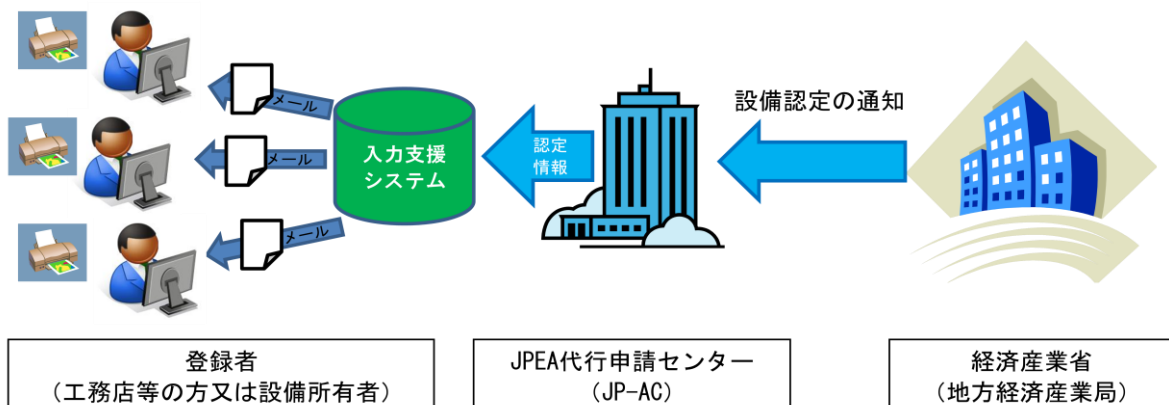 メール
メール
メール
入力支援
システム
認定
情報
設備認定の通知
登録者
（工務店等の方又は設備所有者）
JPEA代行申請センター
（JP-AC）
経済産業省
（地方経済産業局）